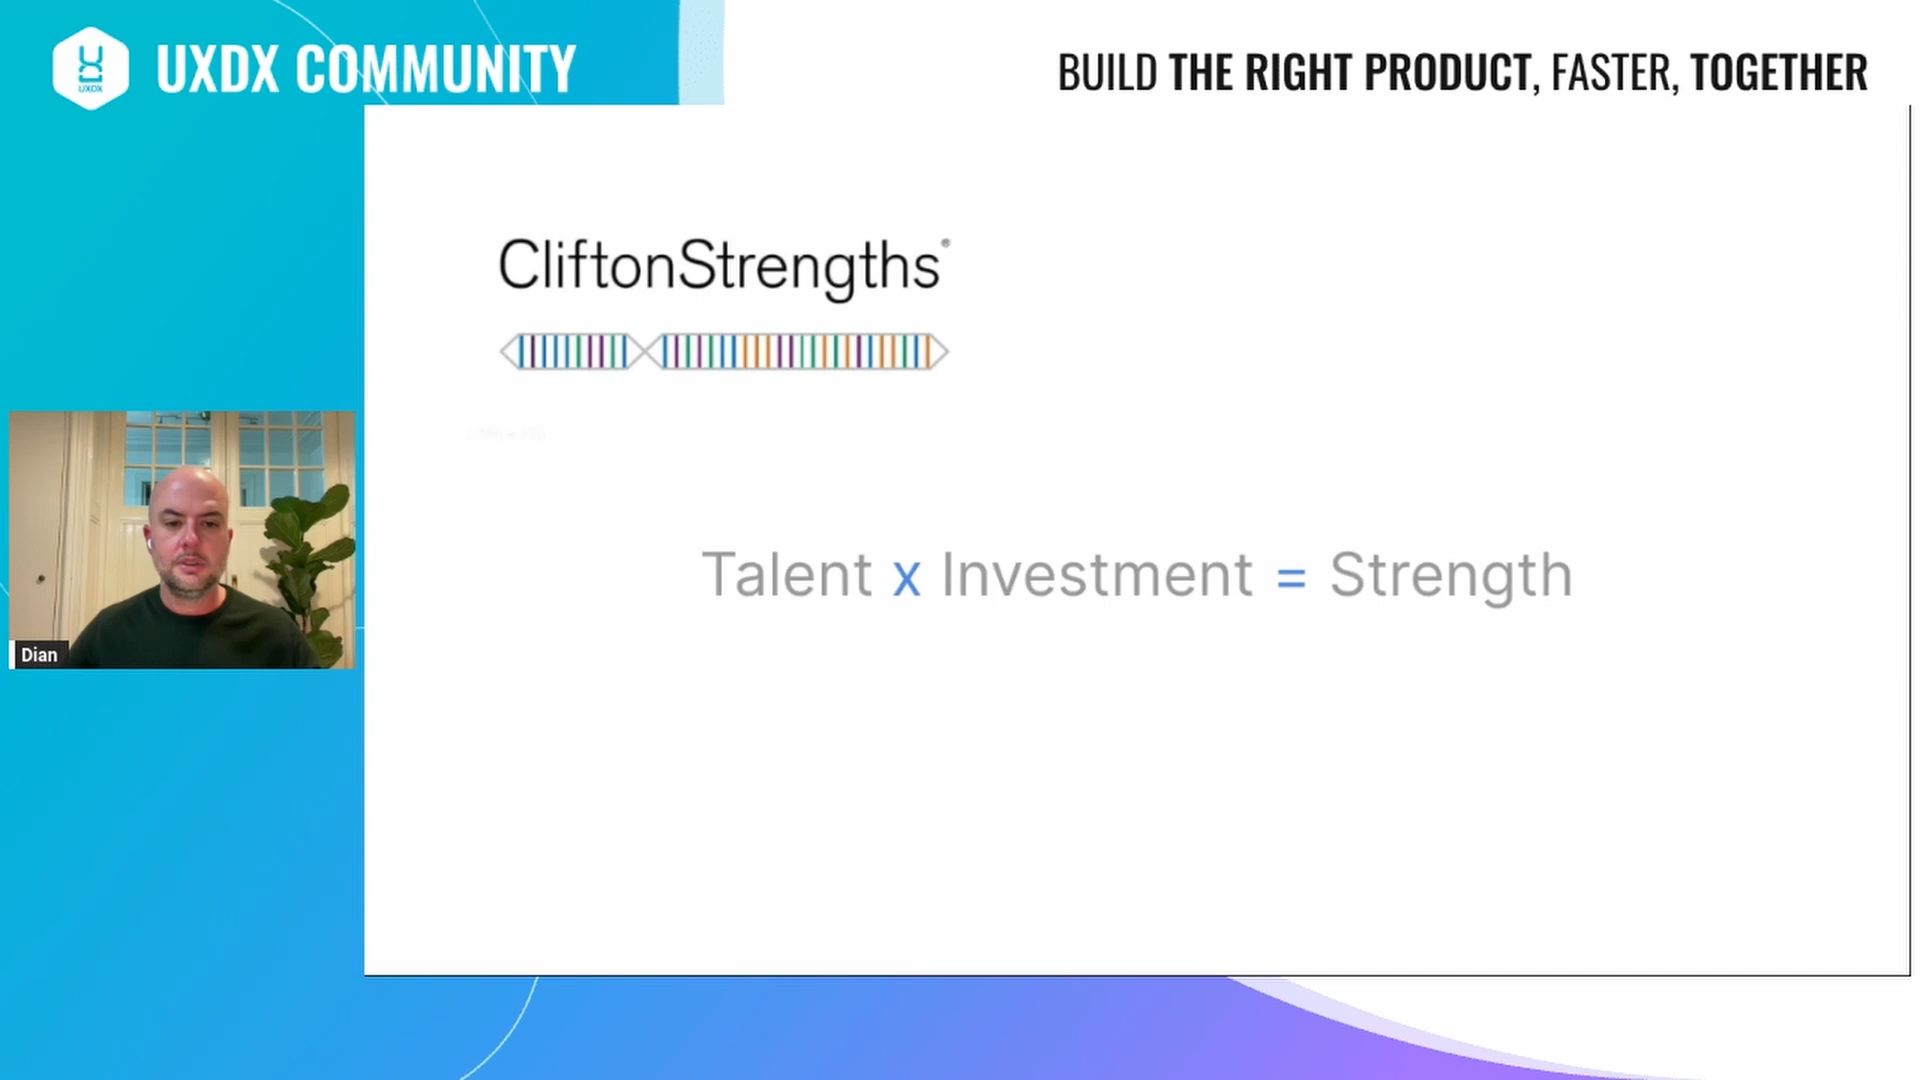 UXDX
UXDX COMMUNITY
BUILD THE RIGHT PRODUCT, FASTER, TOGETHER
CliftonStrengths®
Talent x Investment = Strength
Dian